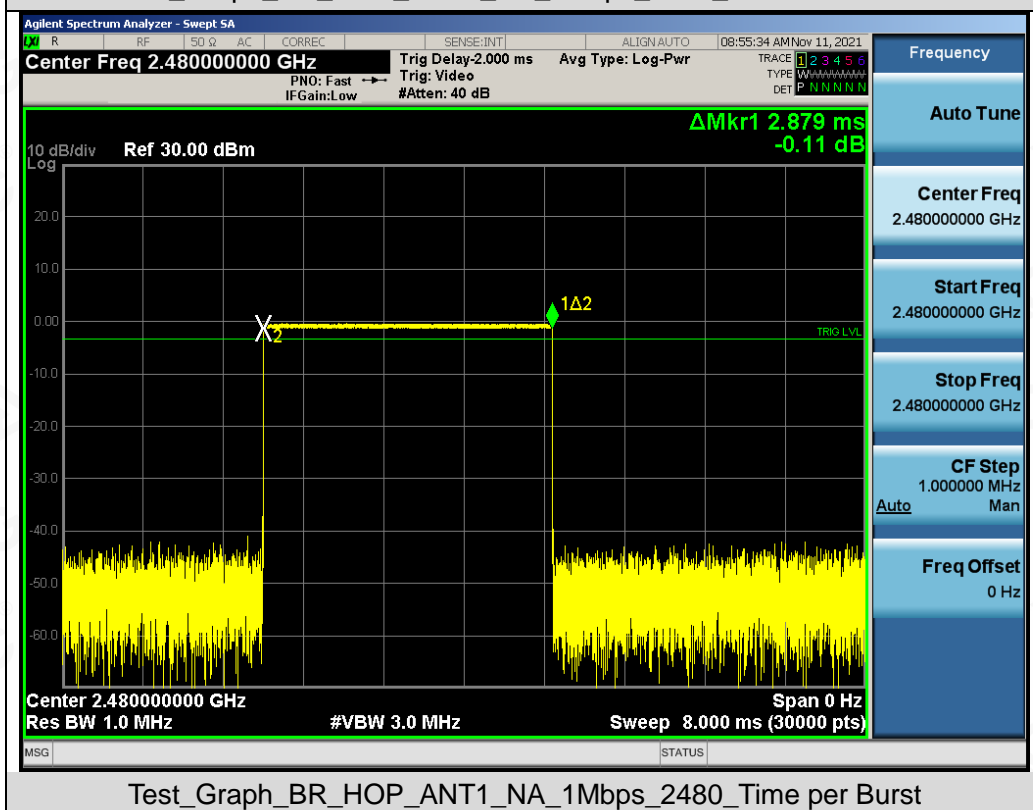 Agilent Spectrum Analyzer - Swept SA
LXI R RF 50 Ω AC CORREC SENSE:INT ALIGN AUTO 08:55:34 AM Nov 11, 2021
Center Freq 2.480000000 GHz Trig Delay-2.000 ms Avg Type: Log-Pwr TRACE 1 2 3 4 5 6
PNO: Fast Trig: Video TYPE W
IFGain:Low #Atten: 40 dB DET P N N N N N
Frequency
ΔMkr1 2.879 ms
-0.11 dB
10 dB/div Ref 30.00 dBm
Log
20.0
10.0
0.00
-10.0
-20.0
-30.0
-40.0
-50.0
-60.0
1Δ2
2
TRIG LVL
Center 2.480000000 GHz Span 0 Hz
Res BW 1.0 MHz #VBW 3.0 MHz Sweep 8.000 ms (30000 pts)
MSG STATUS
Auto Tune
Center Freq
2.480000000 GHz
Start Freq
2.480000000 GHz
Stop Freq
2.480000000 GHz
CF Step
1.000000 MHz
Auto Man
Freq Offset
0 Hz
Test_Graph_BR_HOP_ANT1_NA_1Mbps_2480_Time per Burst